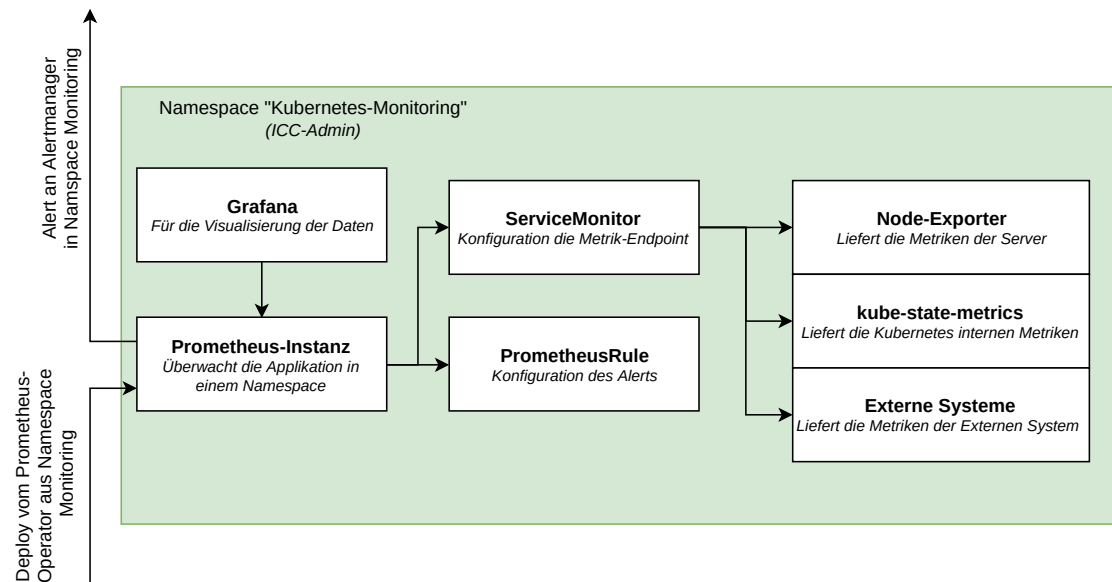 Alert an Alertmanager
in Namspace Monitoring
Namespace "Kubernetes-Monitoring"
(ICC-Admin)
Grafana
Für die Visualisierung der Daten
ServiceMonitor
Konfiguration die Metrik-Endpoint
Node-Exporter
Liefert die Metriken der Server
kube-state-metrics
Liefert die Kubernetes internen Metriken
Prometheus-Instanz
Überwacht die Applikation in
einem Namespace
PrometheusRule
Konfiguration des Alerts
Externe Systeme
Liefert die Metriken der Externen System
Deploy vom Prometheus-
Operator aus Namespace
Monitoring